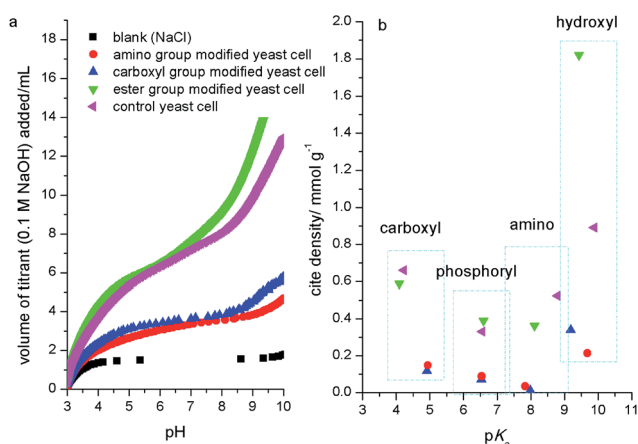 a
blank (NaCl)
amino group modified yeast cell
carboxyl group modified yeast cell
ester group modified yeast cell
control yeast cell
volume of titrant (0.1 M NaOH) added/mL
18
16
14
12
10
8
6
4
2
0
3 4 5 6 7 8 9 10
pH
b
hydroxyl
carboxyl
phosphoryl
amino
cite density/ mmol g⁻¹
2.0
1.8
1.6
1.4
1.2
1.0
0.8
0.6
0.4
0.2
0.0
3 4 5 6 7 8 9 10 11
pKa